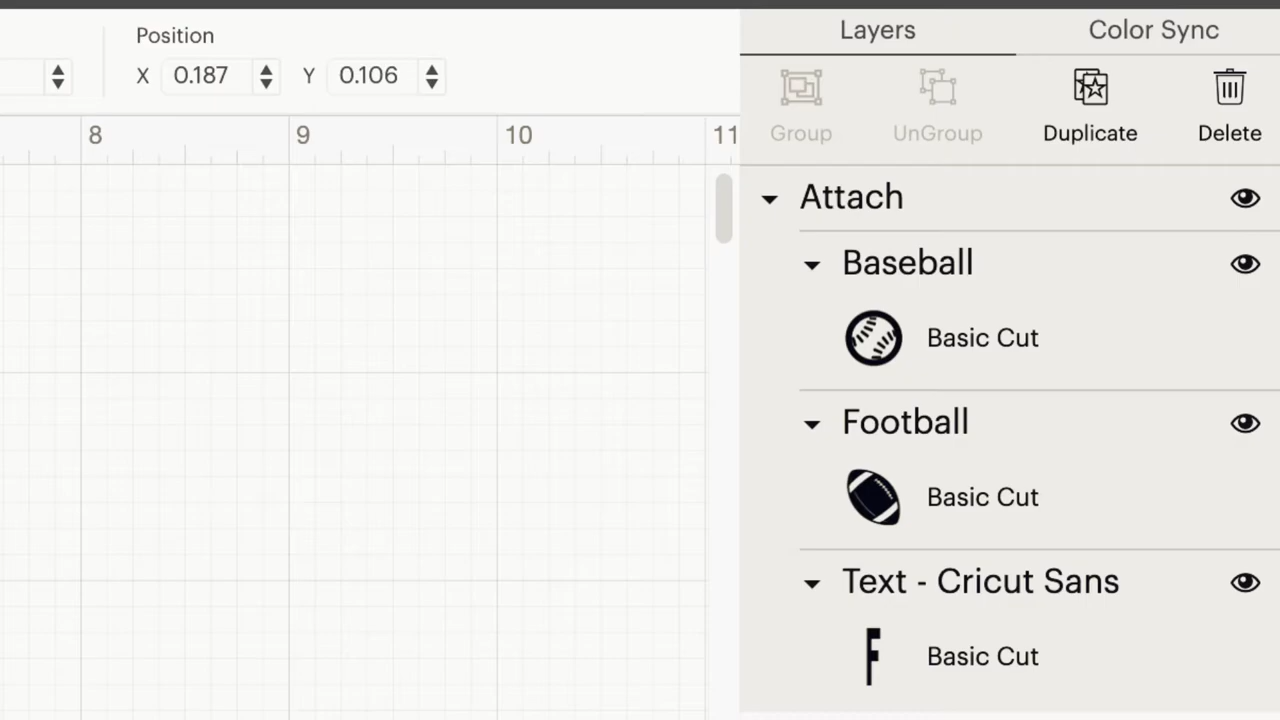 Position
X 0.187 Y 0.106
8 9 10 11
Layers Color Sync
Group UnGroup Duplicate Delete
Attach
Baseball
Basic Cut
Football
Basic Cut
Text - Cricut Sans
F Basic Cut